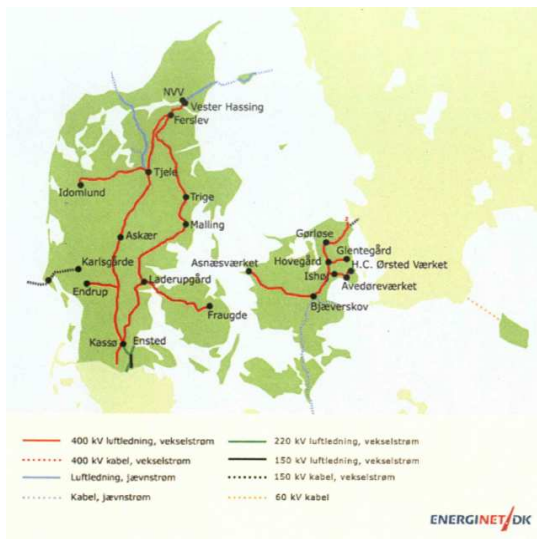 NVV
Vester Hassing
Ferslev
Tjele
Idomlund
Trige
Malling
Askær
Karlsgårde
Endrup
Laderupgård
Fraugde
Kassø
Ensted
Gørløse
Glentegård
Hovegård
H.C. Ørsted Værket
Asnæsværket
Ishøj
Avedøreværket
Bjæverskov
400 kV luftledning, vekselstrøm
400 kV kabel, vekselstrøm
Luftledning, jævnstrøm
Kabel, jævnstrøm
220 kV luftledning, vekselstrøm
150 kV luftledning, vekselstrøm
150 kV kabel, vekselstrøm
60 kV kabel
ENERGINET/DK